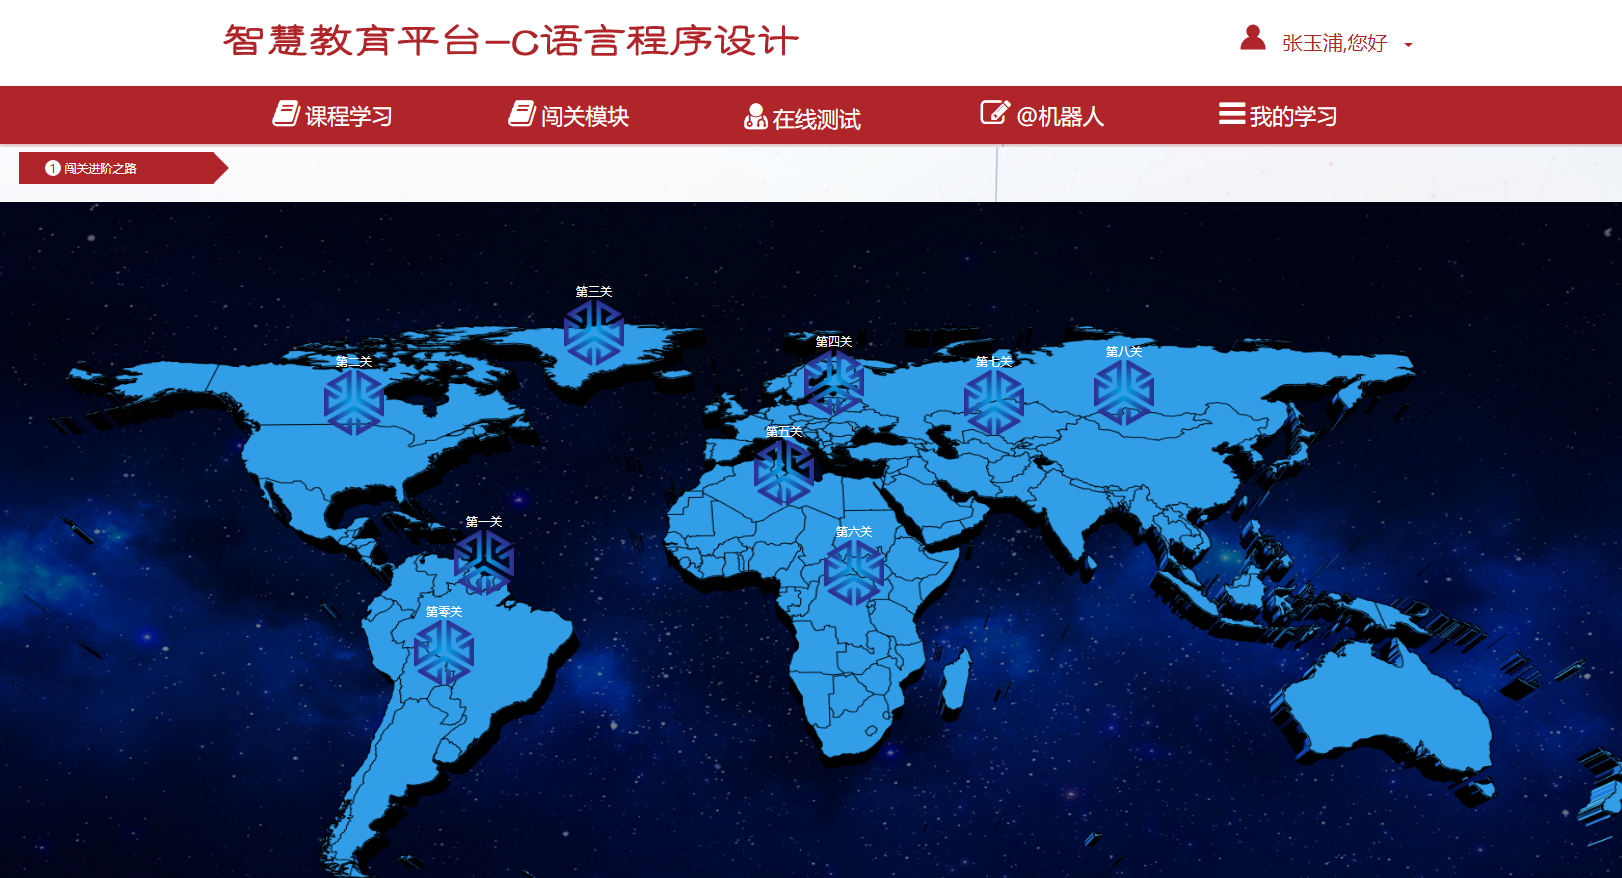 智慧教育平台-C语言程序设计
张玉浦,您好
课程学习
闯关模块
在线测试
@机器人
我的学习
1 闯关进阶之路
第三关
第四关
第八关
第二关
第七关
第五关
第一关
第六关
第零关